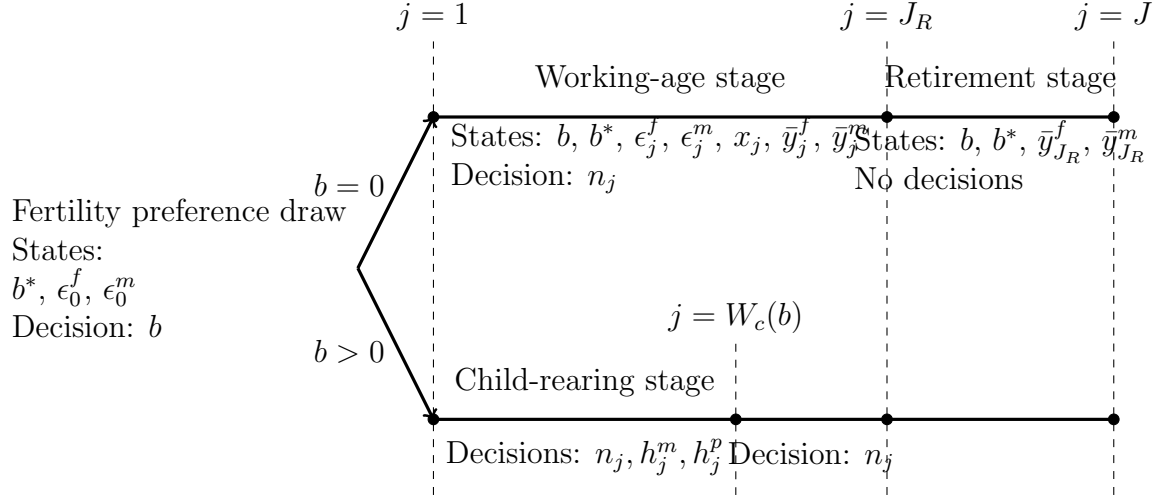 j = 1
j = J_R
j = J
Working-age stage
Retirement stage
States: b, b^*, ϵ_j^f, ϵ_j^m, x_j, ȳ_j^f, ȳ_j^m
Decision: n_j
States: b, b^*, ȳ_{J_R}^f, ȳ_{J_R}^m
No decisions
b = 0
Fertility preference draw
States:
b^*, ϵ_0^f, ϵ_0^m
Decision: b
b > 0
j = W_c(b)
Child-rearing stage
Decisions: n_j, h_j^m, h_j^p
Decision: n_j